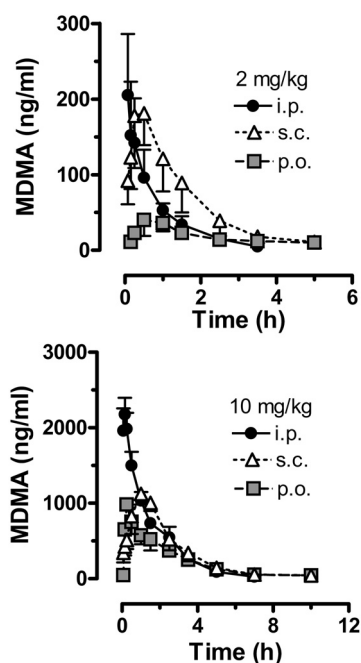 300
200
100
0
MDMA (ng/ml)
2 mg/kg
i.p.
s.c.
p.o.
0 2 4 6
Time (h)
3000
2000
1000
0
MDMA (ng/ml)
10 mg/kg
i.p.
s.c.
p.o.
0 4 8 12
Time (h)